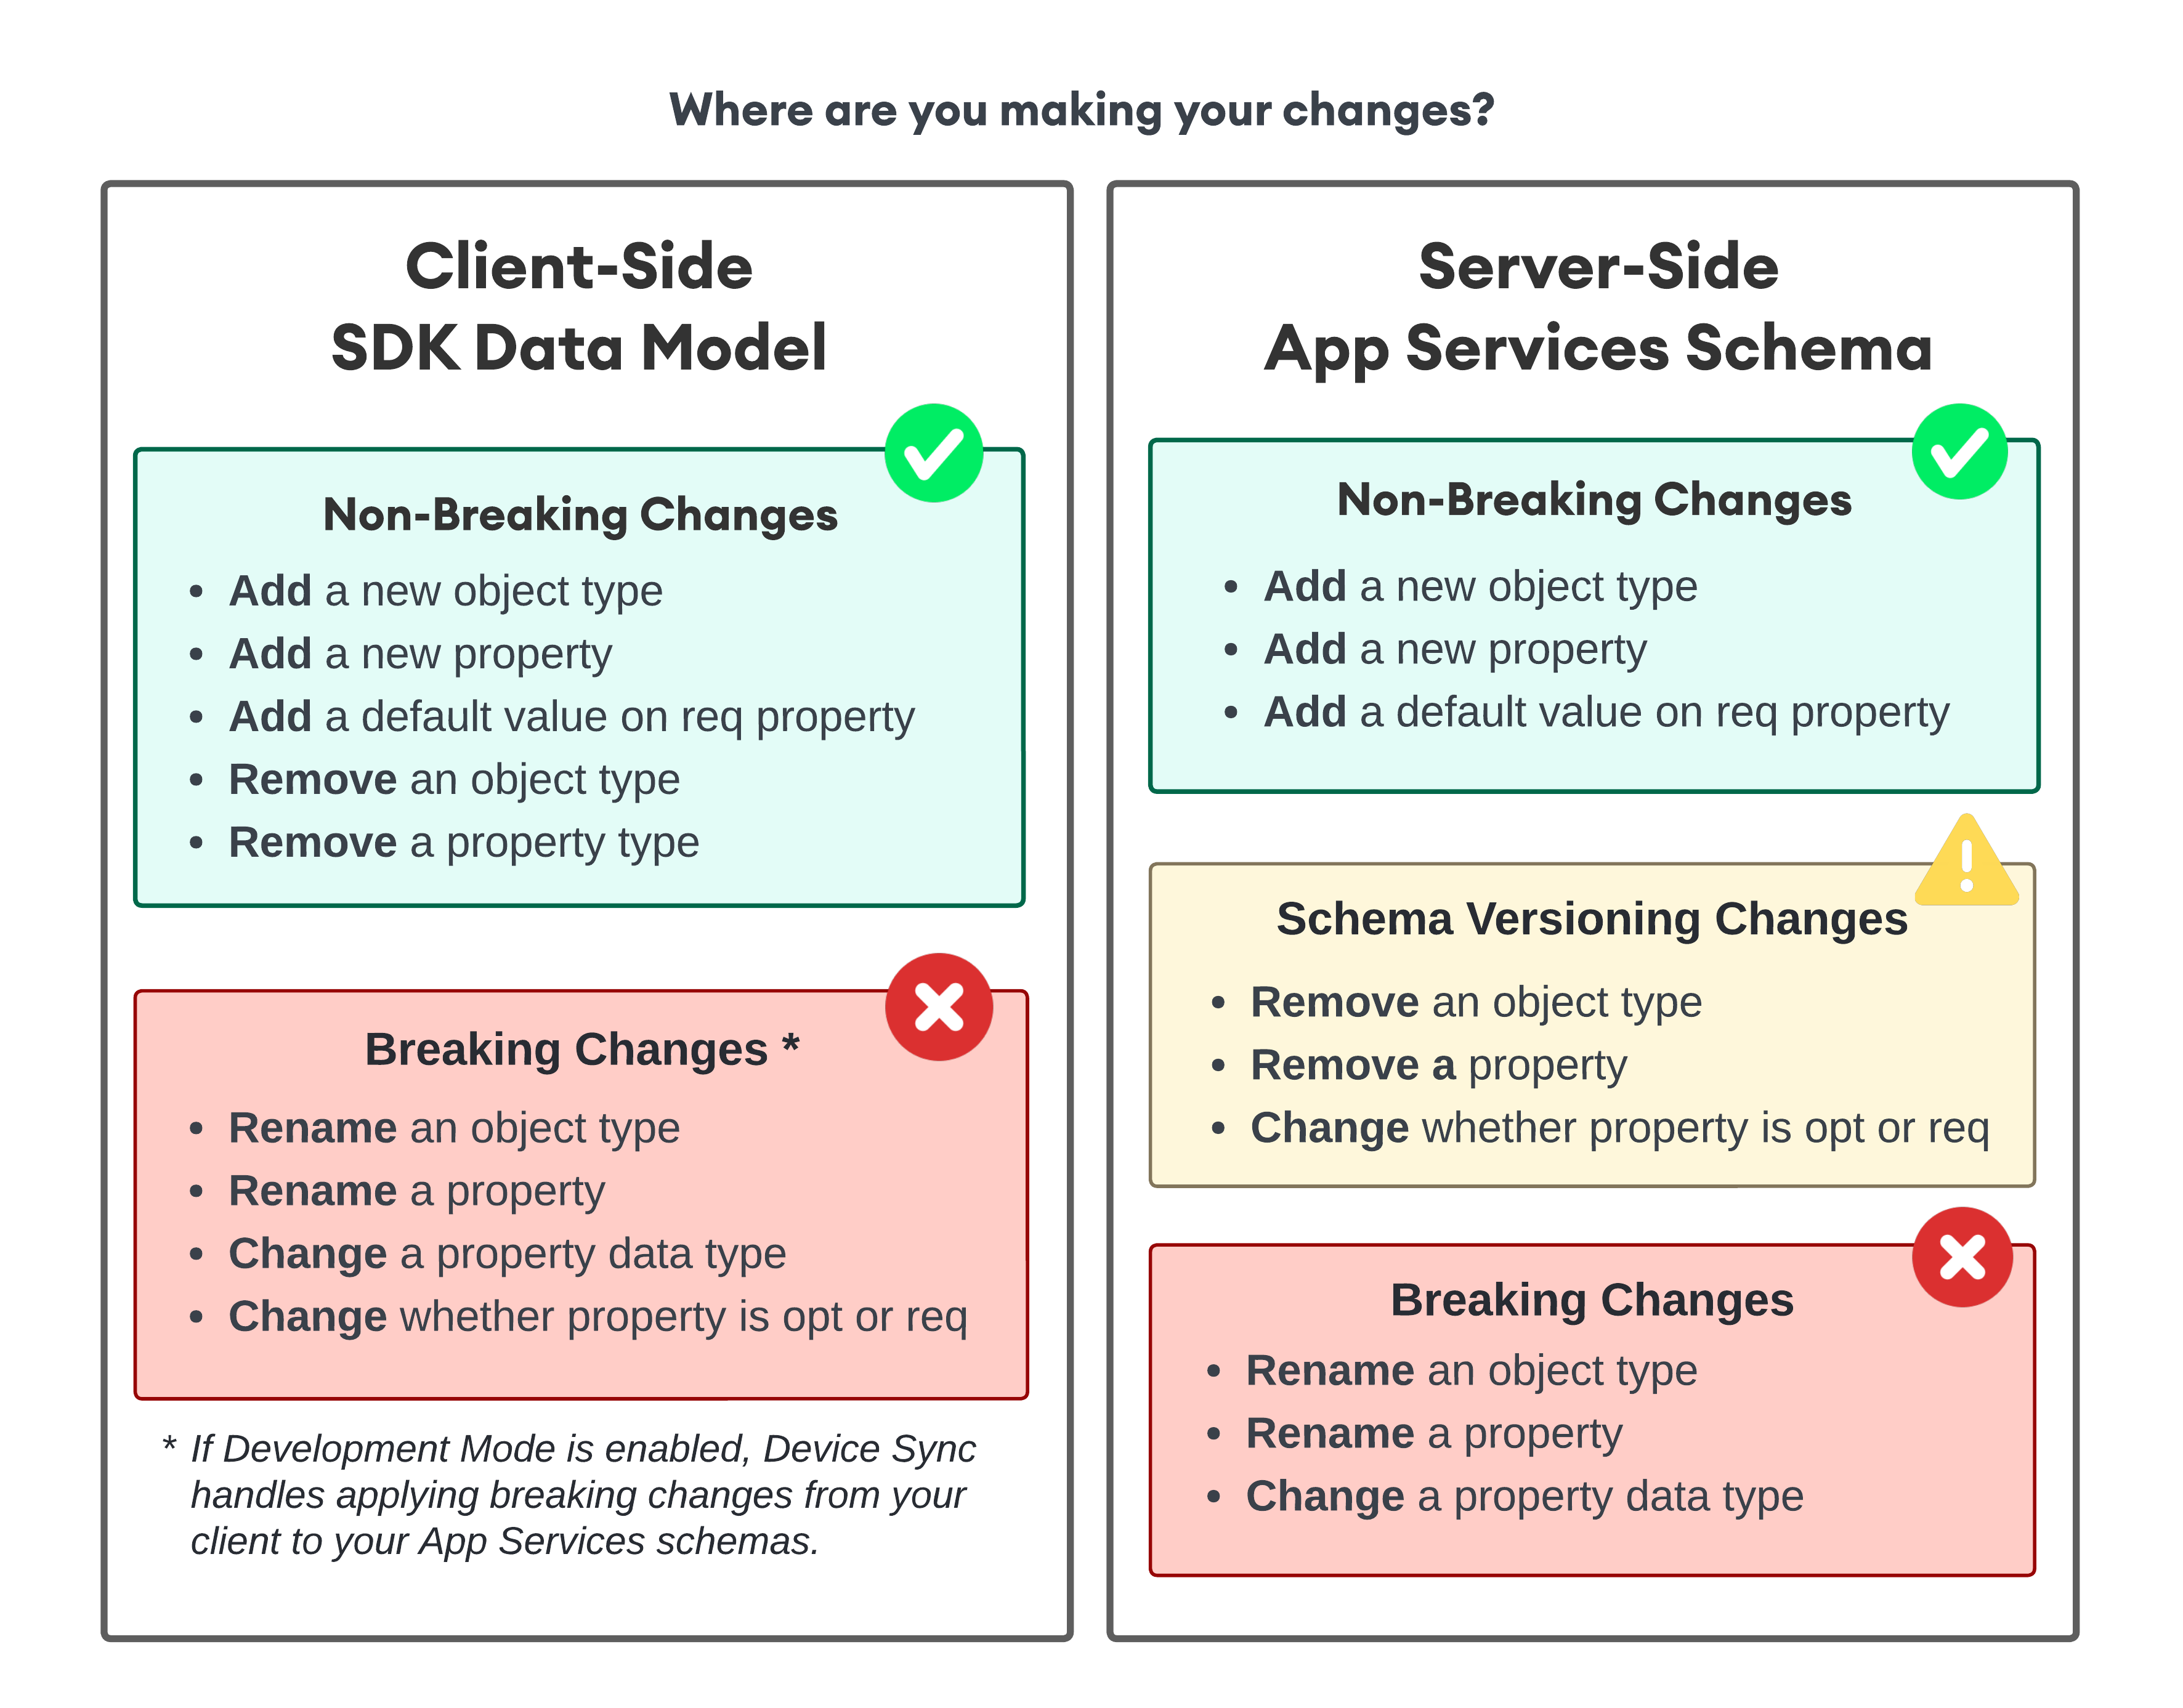 Where are you making your changes?
Client-Side
SDK Data Model
Non-Breaking Changes
• Add a new object type
• Add a new property
• Add a default value on req property
• Remove an object type
• Remove a property type
Breaking Changes *
• Rename an object type
• Rename a property
• Change a property data type
• Change whether property is opt or req
* If Development Mode is enabled, Device Sync
handles applying breaking changes from your
client to your App Services schemas.
Server-Side
App Services Schema
Non-Breaking Changes
• Add a new object type
• Add a new property
• Add a default value on req property
Schema Versioning Changes
• Remove an object type
• Remove a property
• Change whether property is opt or req
Breaking Changes
• Rename an object type
• Rename a property
• Change a property data type